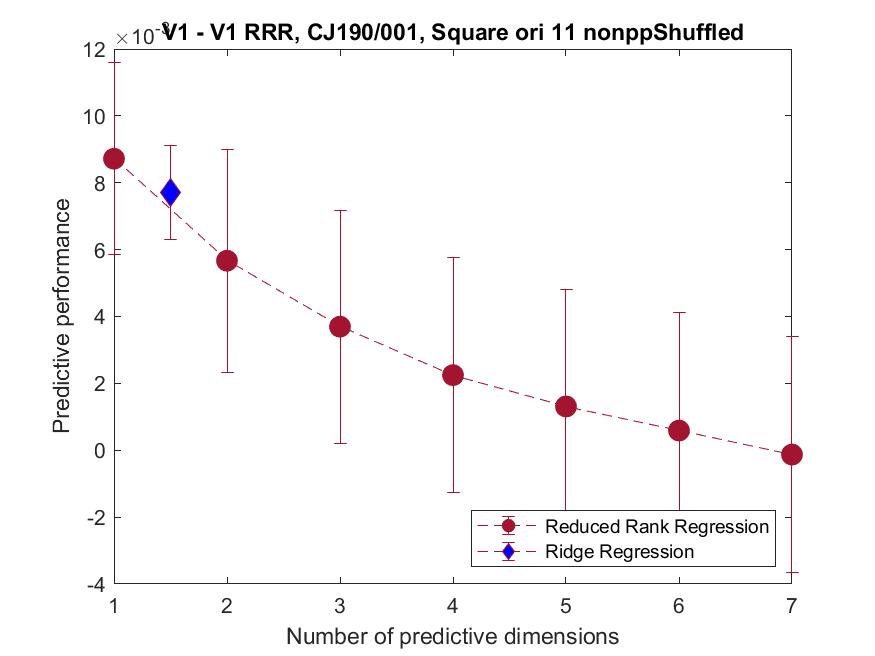 ×10-3
V1 - V1 RRR, CJ190/001, Square ori 11 nonppShuffled
12
10
8
6
4
2
0
-2
-4
Predictive performance
Reduced Rank Regression
Ridge Regression
1 2 3 4 5 6 7
Number of predictive dimensions